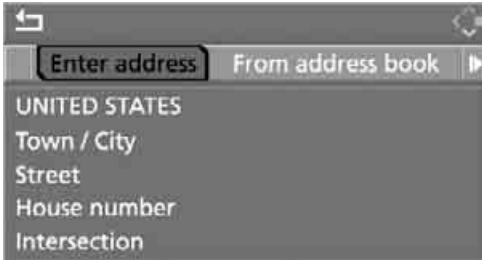 Enter address From address book
UNITED STATES
Town / City
Street
House number
Intersection